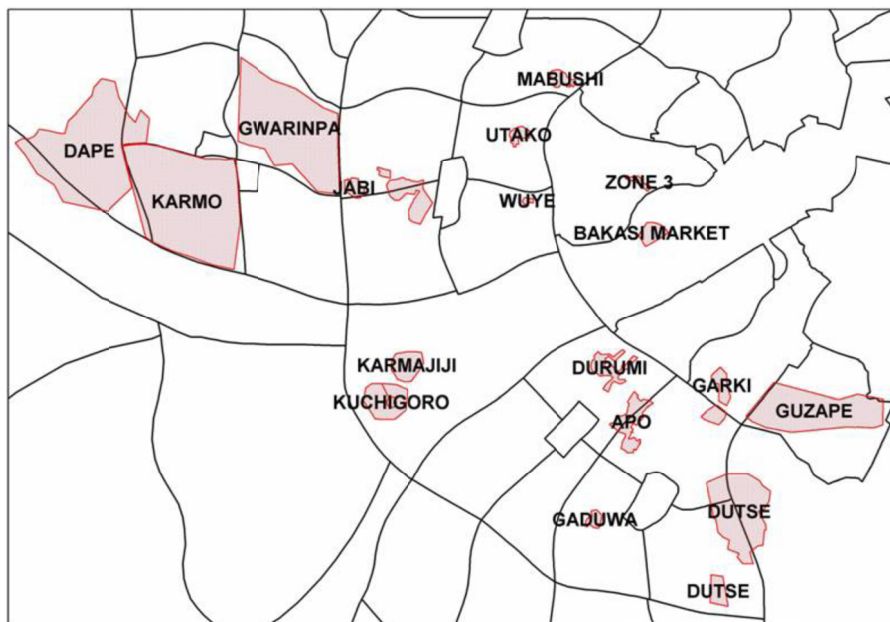 MABUSHI
GWARINPA
UTAKO
DAPE
ZONE 3
JABI
KARMO
WUYE
BAKASI MARKET
KARMAJIJI
DURUMI
GARKI
KUCHIGORO
GUZAPE
APO
DUTSE
GADUWA
DUTSE